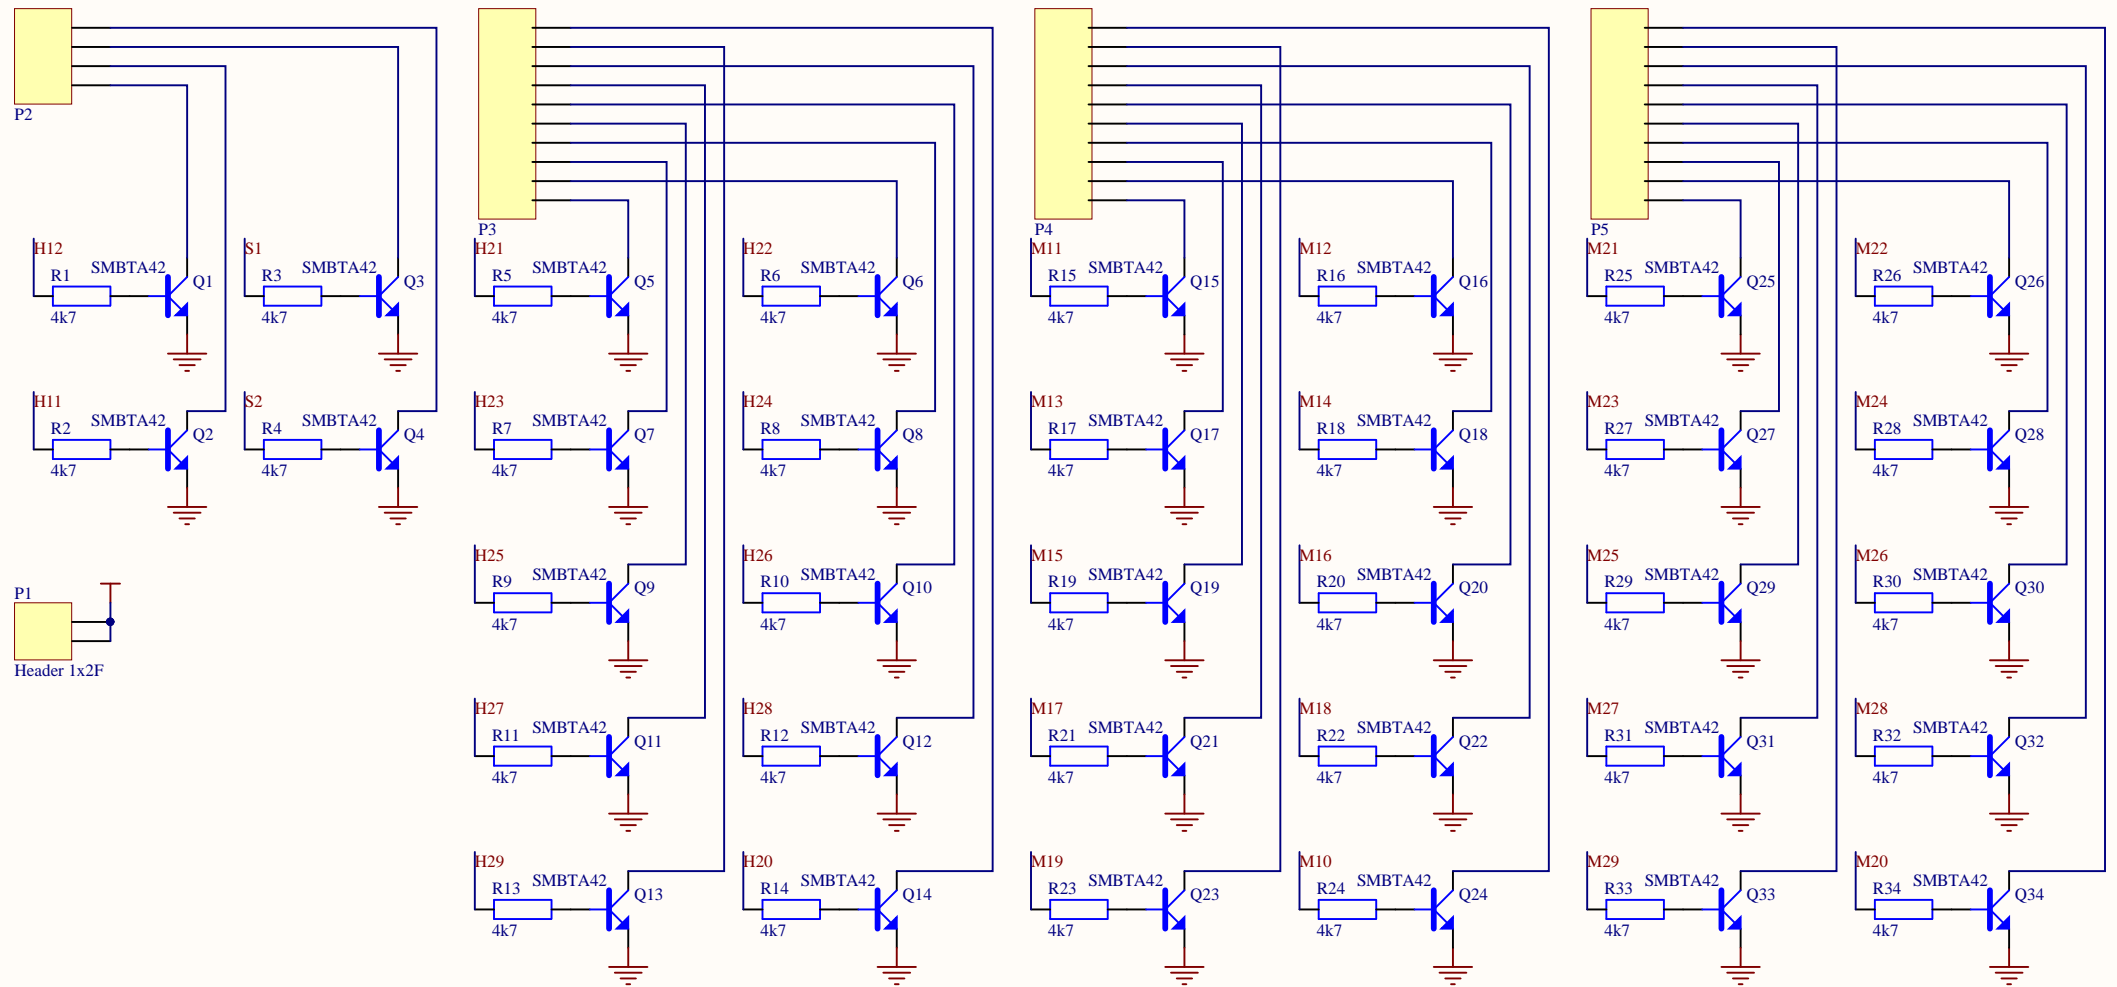 P2
P3
P4
P5
H12
R1
SMBTA42
Q1
4k7
S1
R3
SMBTA42
Q3
4k7
H21
R5
SMBTA42
Q5
4k7
H22
R6
SMBTA42
Q6
4k7
M11
R15
SMBTA42
Q15
4k7
M12
R16
SMBTA42
Q16
4k7
M21
R25
SMBTA42
Q25
4k7
M22
R26
SMBTA42
Q26
4k7
H11
R2
SMBTA42
Q2
4k7
S2
R4
SMBTA42
Q4
4k7
H23
R7
SMBTA42
Q7
4k7
H24
R8
SMBTA42
Q8
4k7
M13
R17
SMBTA42
Q17
4k7
M14
R18
SMBTA42
Q18
4k7
M23
R27
SMBTA42
Q27
4k7
M24
R28
SMBTA42
Q28
4k7
P1
Header 1x2F
H25
R9
SMBTA42
Q9
4k7
H26
R10
SMBTA42
Q10
4k7
M15
R19
SMBTA42
Q19
4k7
M16
R20
SMBTA42
Q20
4k7
M25
R29
SMBTA42
Q29
4k7
M26
R30
SMBTA42
Q30
4k7
H27
R11
SMBTA42
Q11
4k7
H28
R12
SMBTA42
Q12
4k7
M17
R21
SMBTA42
Q21
4k7
M18
R22
SMBTA42
Q22
4k7
M27
R31
SMBTA42
Q31
4k7
M28
R32
SMBTA42
Q32
4k7
H29
R13
SMBTA42
Q13
4k7
H20
R14
SMBTA42
Q14
4k7
M19
R23
SMBTA42
Q23
4k7
M10
R24
SMBTA42
Q24
4k7
M29
R33
SMBTA42
Q33
4k7
M20
R34
SMBTA42
Q34
4k7